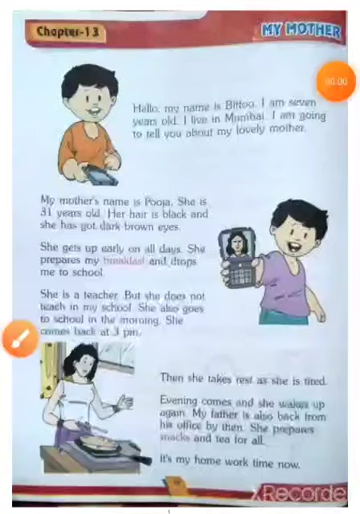 Chapter-13
MY MOTHER
00:00
Hello, my name is Bittoo. I am seven
years old. I live in Mumbai. I am going
to tell you about my lovely mother.
My mother's name is Pooja. She is
31 years old. Her hair is black and
she has got dark brown eyes.
She gets up early on all days. She
prepares my breakfast and drops
me to school.
She is a teacher. But she does not
teach in my school. She also goes
to school in the morning. She
comes back at 3 pm.
Then she takes rest as she is tired.
Evening comes and she wakes up
again. My father is also back from
his office by then. She prepares
snacks and tea for all.
It's my home work time now.
XRecorde